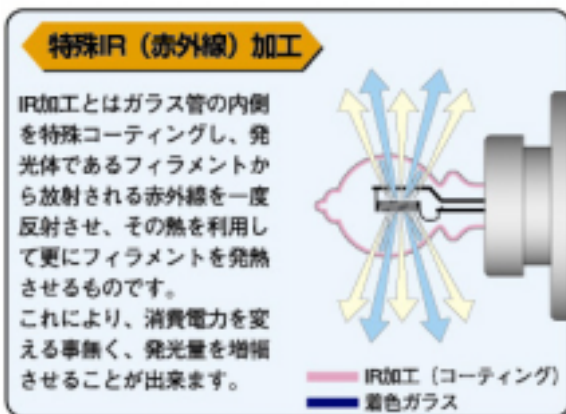 特殊IR（赤外線）加工
IR加工とはガラス管の内側
を特殊コーティングし、発
光体であるフィラメントか
ら放射される赤外線を一度
反射させ、その熱を利用し
て更にフィラメントを発熱
させるものです。
これにより、消費電力を変
える事無く、発光量を増幅
させることが出来ます。
IR加工（コーティング）
着色ガラス